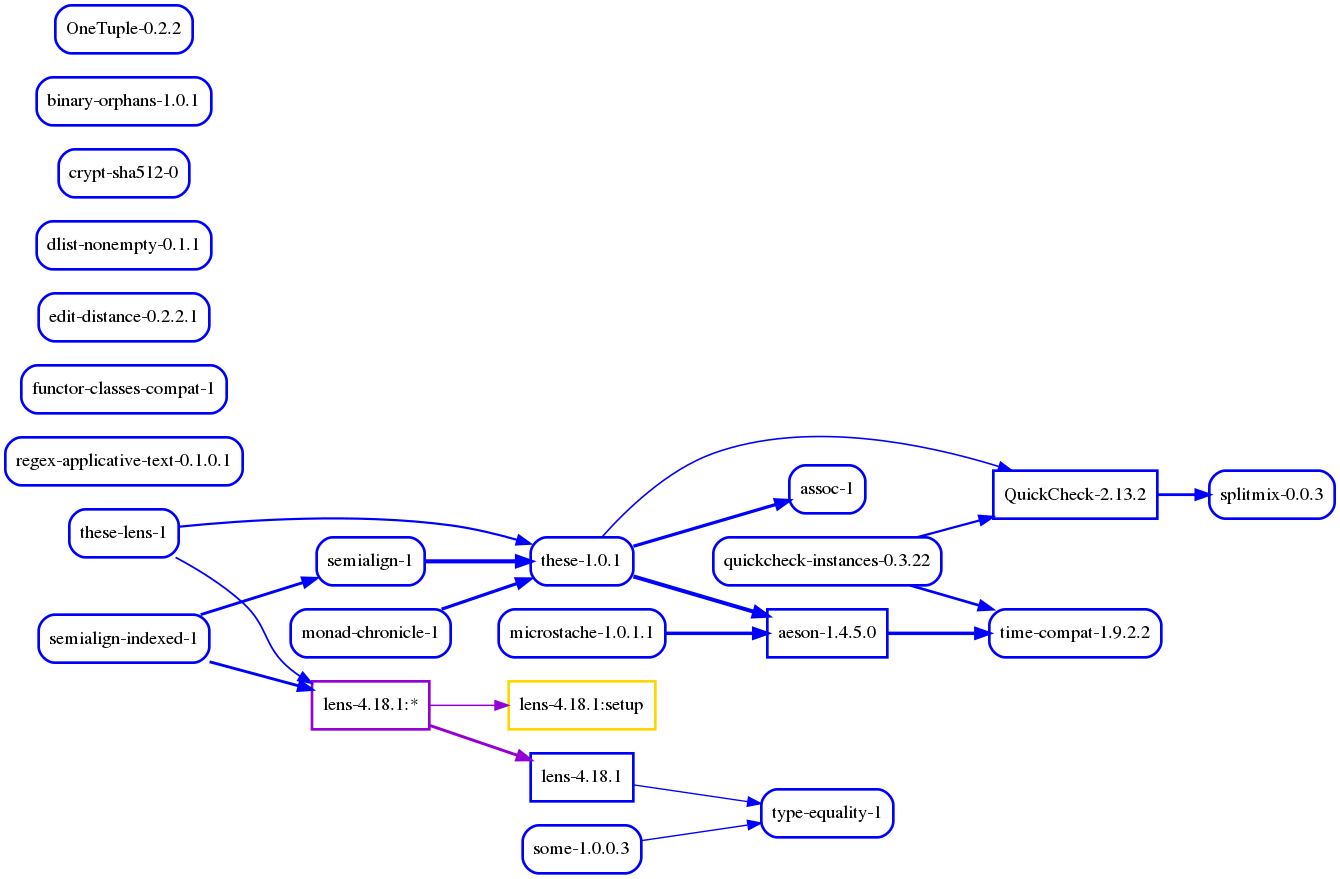 OneTuple-0.2.2
binary-orphans-1.0.1
crypt-sha512-0
dlist-nonempty-0.1.1
edit-distance-0.2.2.1
functor-classes-compat-1
regex-applicative-text-0.1.0.1
assoc-1
QuickCheck-2.13.2
splitmix-0.0.3
these-lens-1
semialign-1
these-1.0.1
quickcheck-instances-0.3.22
semialign-indexed-1
monad-chronicle-1
microstache-1.0.1.1
aeson-1.4.5.0
time-compat-1.9.2.2
lens-4.18.1:*
lens-4.18.1:setup
lens-4.18.1
type-equality-1
some-1.0.0.3